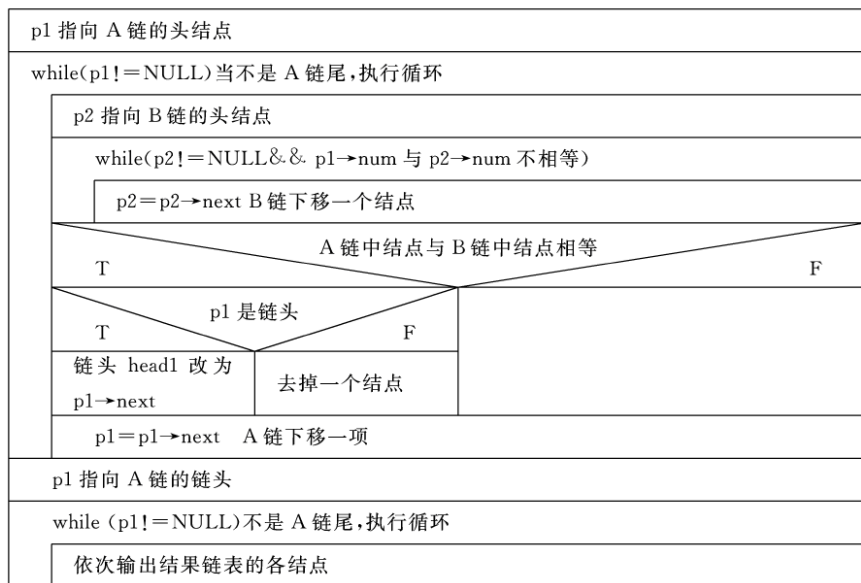 p1 指向 A 链的头结点
while(p1!=NULL)当不是 A 链尾,执行循环
p2 指向 B 链的头结点
while(p2!=NULL&& p1→num 与 p2→num 不相等)
p2=p2→next B 链下移一个结点
A 链中结点与 B 链中结点相等
T F
p1 是链头
T F
链头 head1 改为
p1→next
去掉一个结点
p1=p1→next A 链下移一项
p1 指向 A 链的链头
while (p1!=NULL)不是 A 链尾,执行循环
依次输出结果链表的各结点